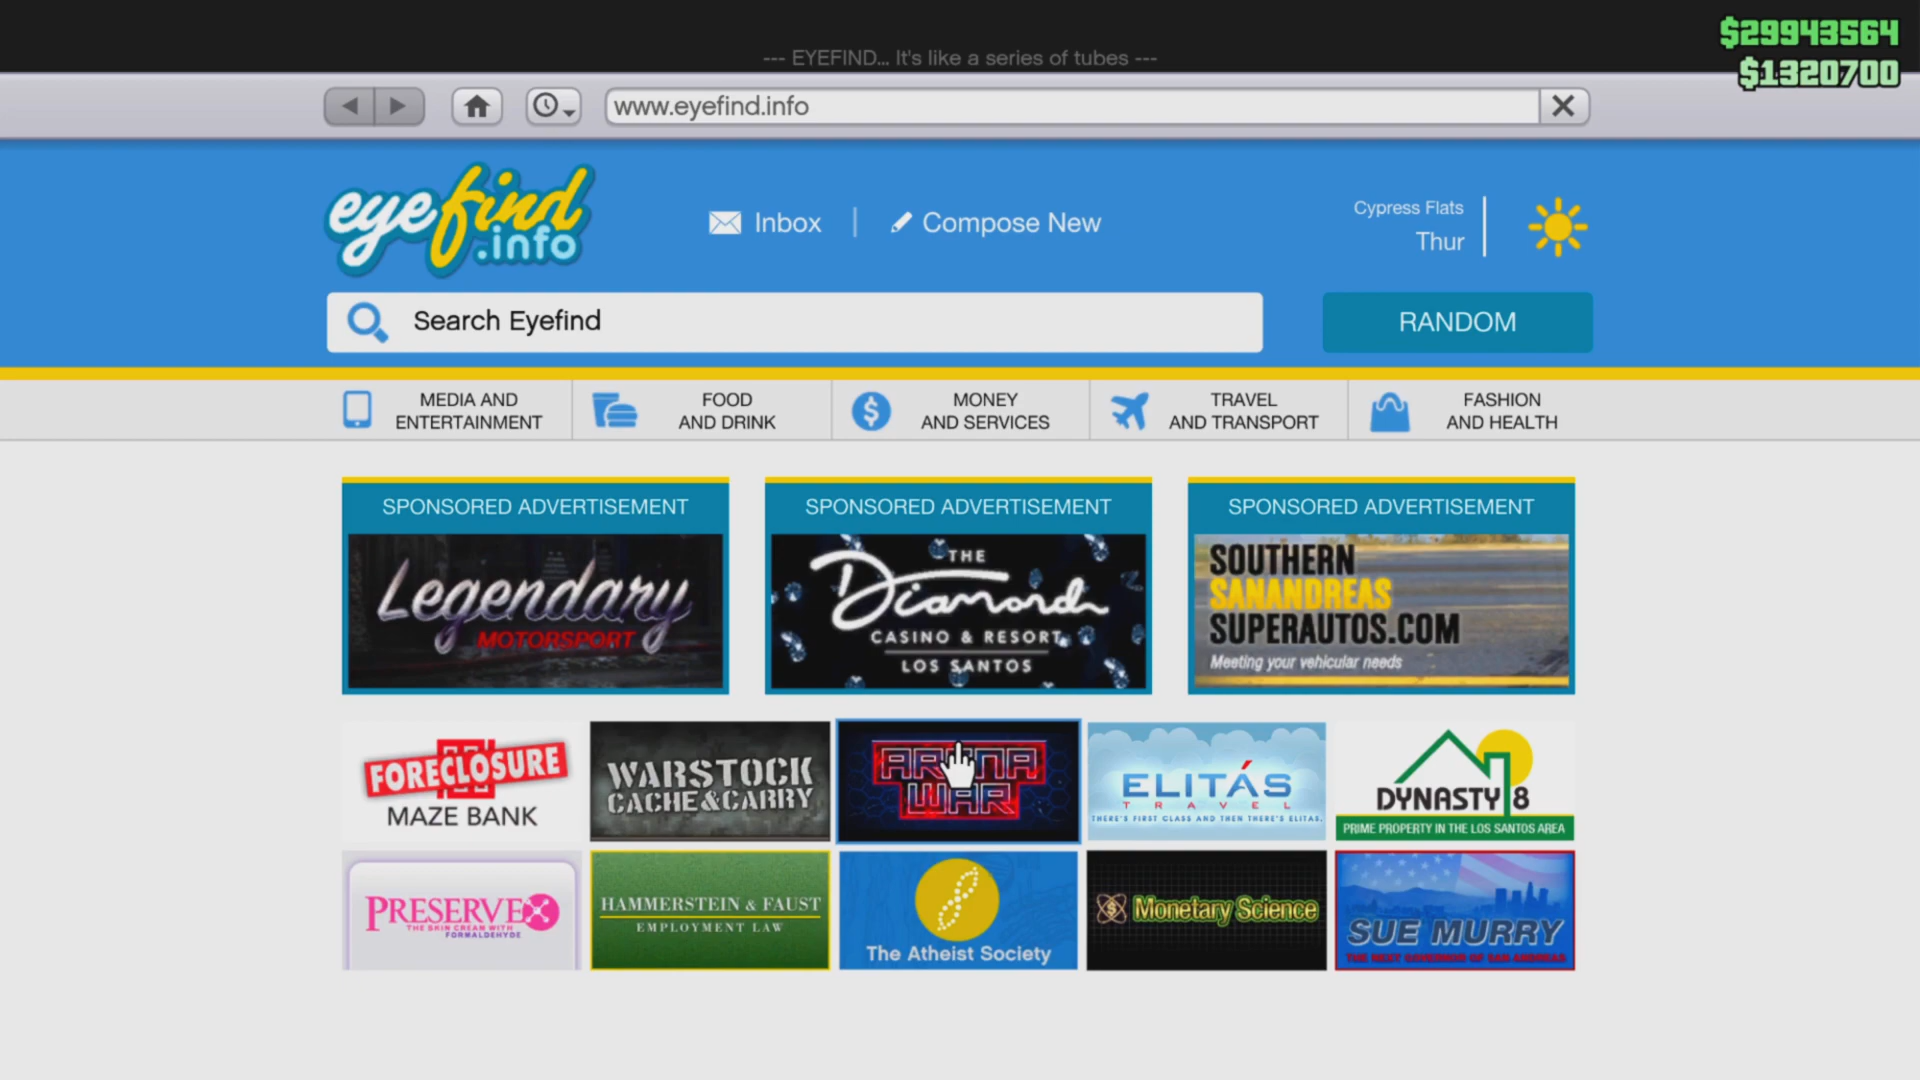 $29943564
--- EYEFIND... It's like a series of tubes ---
$1320700
www.eyefind.info
eyefind
.info
Inbox
Compose New
Cypress Flats
Thur
Search Eyefind
RANDOM
MEDIA AND
ENTERTAINMENT
FOOD
AND DRINK
MONEY
AND SERVICES
TRAVEL
AND TRANSPORT
FASHION
AND HEALTH
SPONSORED ADVERTISEMENT
Legendary
MOTORSPORT
SPONSORED ADVERTISEMENT
THE
Diamond
CASINO & RESORT
LOS SANTOS
SPONSORED ADVERTISEMENT
SOUTHERN
SANANDREAS
SUPERAUTOS.COM
Meeting your vehicular needs
FORECLOSURE
MAZE BANK
WARSTOCK
CACHE&CARRY
ARENA
WAR
ELITÁS
TRAVEL
THERE'S FIRST CLASS AND THEN THERE'S ELITAS.
DYNASTY 8
PRIME PROPERTY IN THE LOS SANTOS AREA
PRESERVEX
THE SKIN CREAM WITH
FORMALDEHYDE
HAMMERSTEIN & FAUST
EMPLOYMENT LAW
The Atheist Society
$
Monetary Science
SUE MURRY
THE NEXT GOVERNOR OF SAN ANDREAS